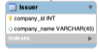 Issuer
company_id INT
company_name VARCHAR(45)
Indexes